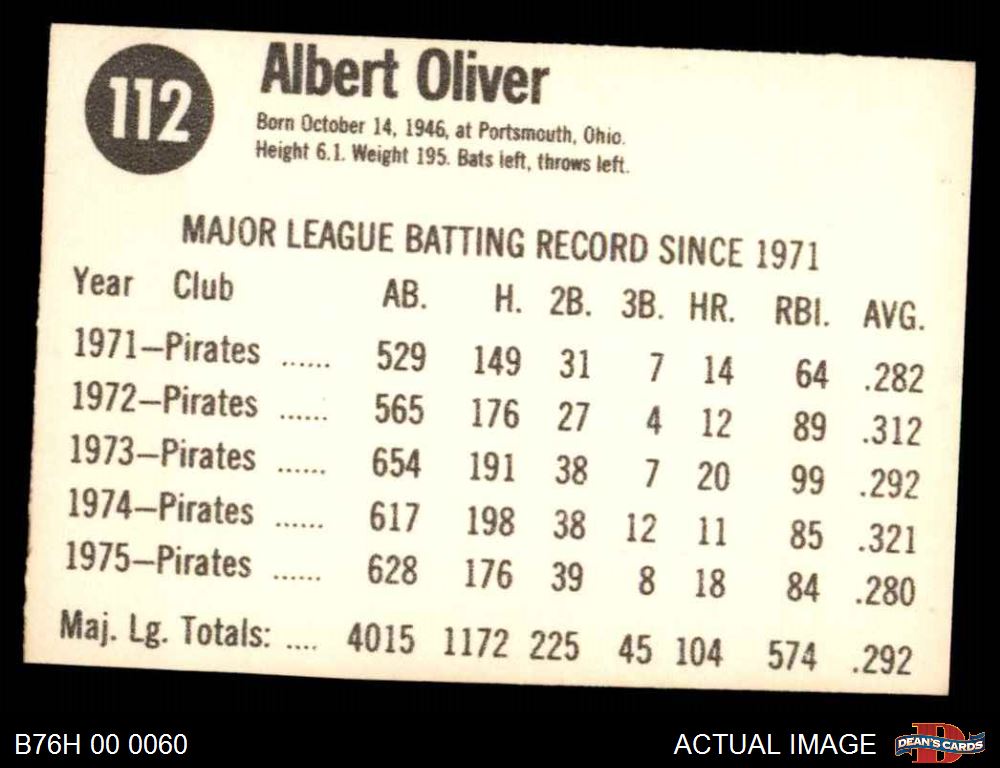 112
Albert Oliver
Born October 14, 1946, at Portsmouth, Ohio.
Height 6.1. Weight 195. Bats left, throws left.
MAJOR LEAGUE BATTING RECORD SINCE 1971
Year Club AB. H. 2B. 3B. HR. RBI. AVG.
1971—Pirates ...... 529 149 31 7 14 64 .282
1972—Pirates ...... 565 176 27 4 12 89 .312
1973—Pirates ...... 654 191 38 7 20 99 .292
1974—Pirates ...... 617 198 38 12 11 85 .321
1975—Pirates ...... 628 176 39 8 18 84 .280
Maj. Lg. Totals: .... 4015 1172 225 45 104 574 .292
B76H 00 0060 ACTUAL IMAGE D DEAN'S CARDS